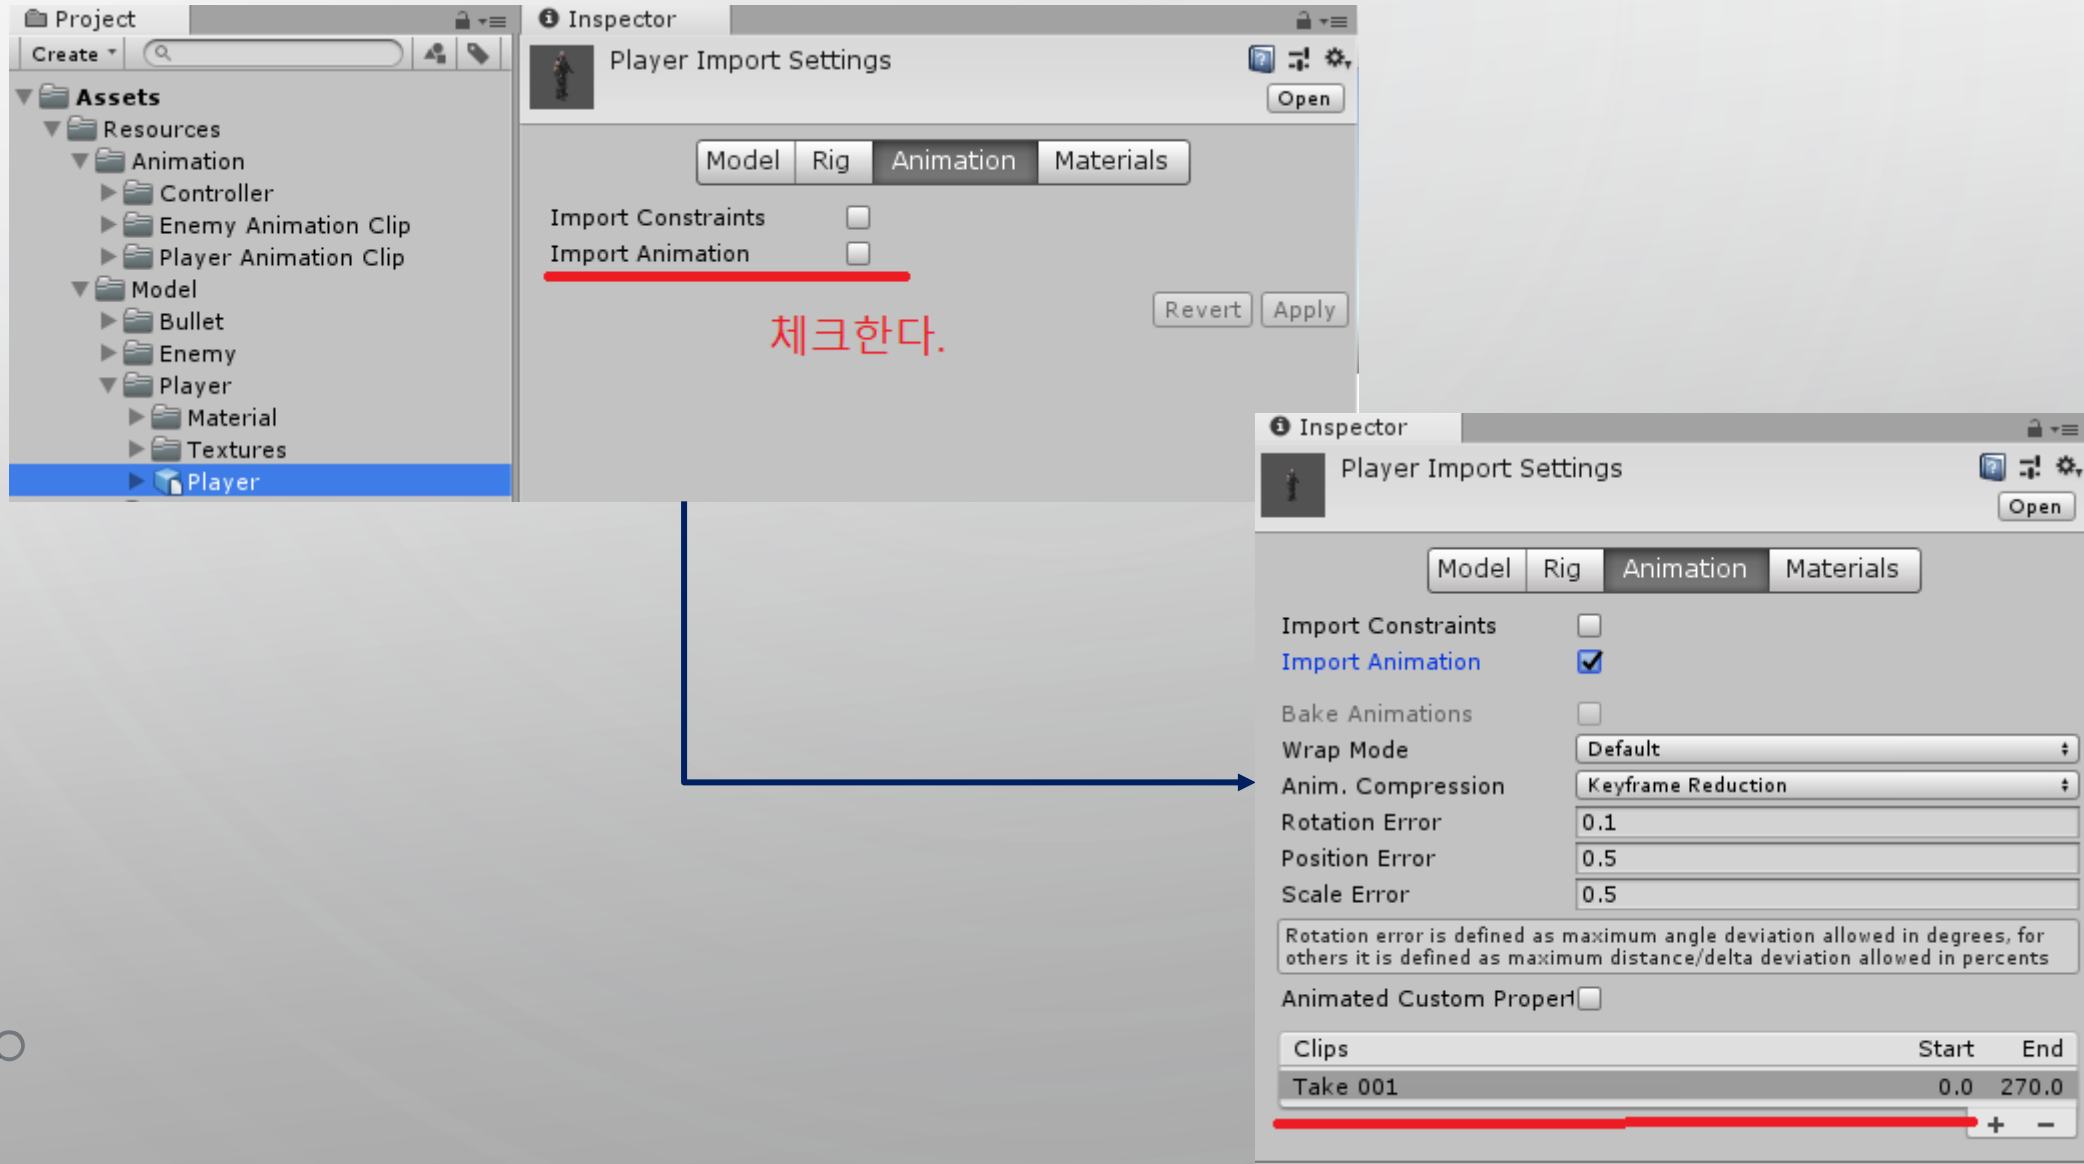 Project
Create
Assets
Resources
Animation
Controller
Enemy Animation Clip
Player Animation Clip
Model
Bullet
Enemy
Player
Material
Textures
Player
Inspector
Player Import Settings
Open
Model Rig Animation Materials
Import Constraints
Import Animation
Revert Apply
체크한다.
Inspector
Player Import Settings
Open
Model Rig Animation Materials
Import Constraints
Import Animation
Bake Animations
Wrap Mode Default
Anim. Compression Keyframe Reduction
Rotation Error 0.1
Position Error 0.5
Scale Error 0.5
Rotation error is defined as maximum angle deviation allowed in degrees, for
others it is defined as maximum distance/delta deviation allowed in percents
Animated Custom Propert
Clips Start End
Take 001 0.0 270.0
+ −